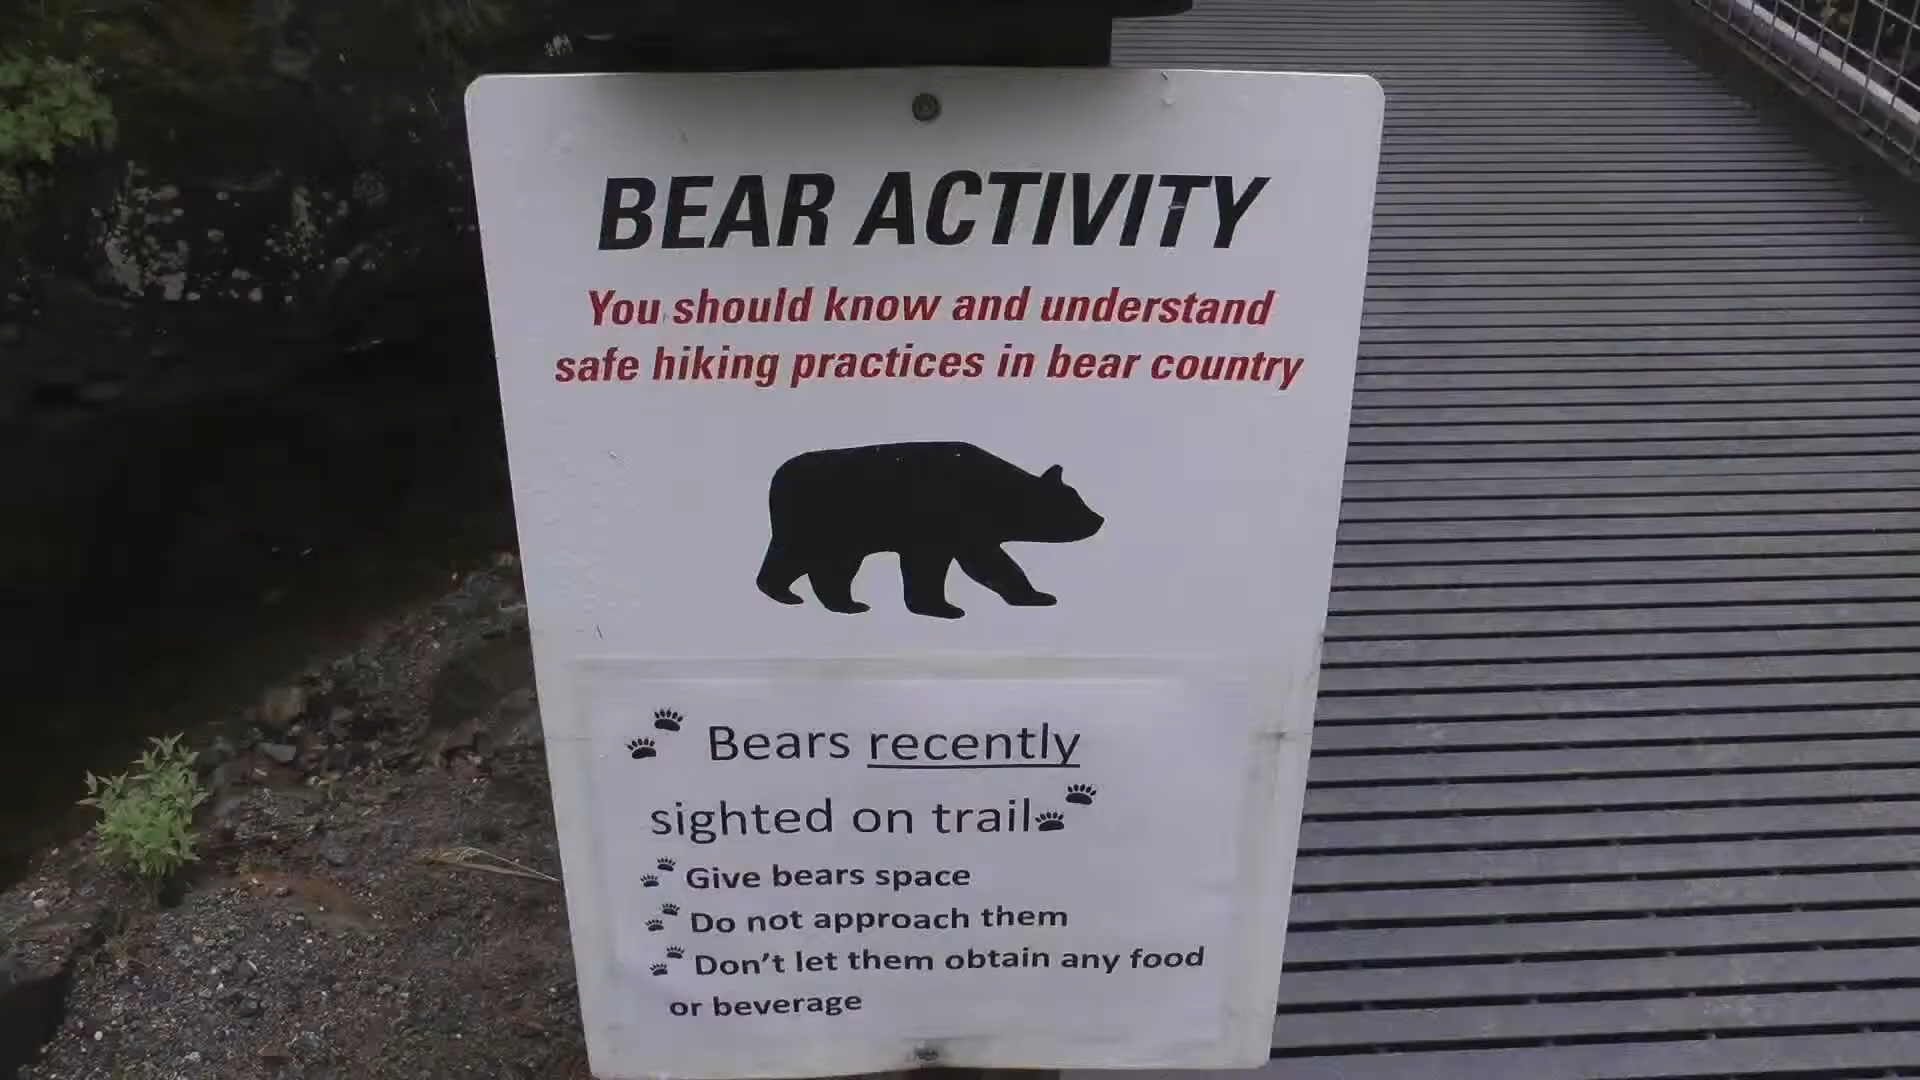 BEAR ACTIVITY
You should know and understand
safe hiking practices in bear country
Bears recently
sighted on trail
Give bears space
Do not approach them
Don't let them obtain any food
or beverage